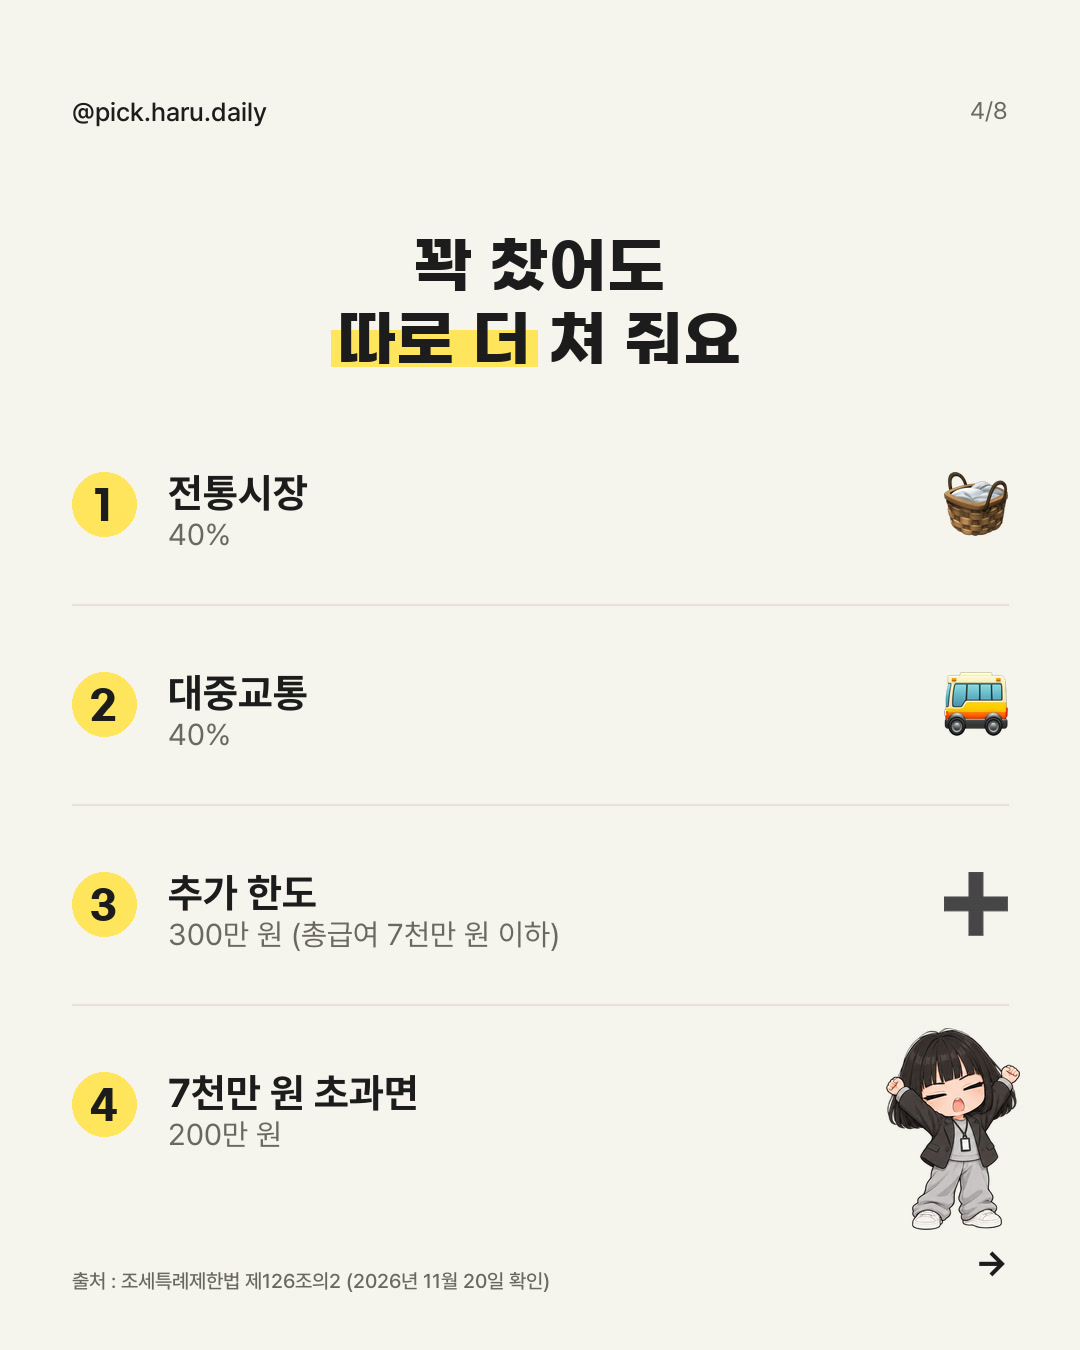 @pick.haru.daily
4/8
꽉 찼어도
따로 더 쳐 줘요
1
전통시장
40%
2
대중교통
40%
3
추가 한도
300만 원 (총급여 7천만 원 이하)
4
7천만 원 초과면
200만 원
출처 : 조세특례제한법 제126조의2 (2026년 11월 20일 확인)